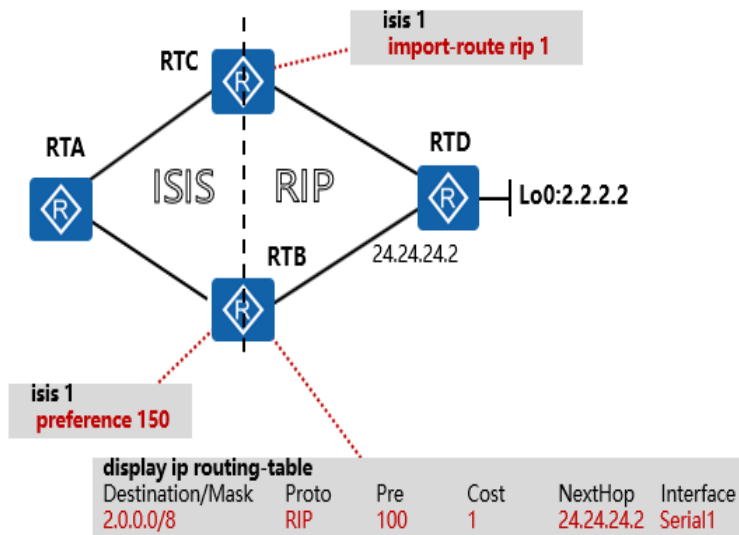 isis 1
import-route rip 1
RTC
RTA
RTD
R
R
R
ISIS
RIP
Lo0:2.2.2.2
RTB
24.24.24.2
R
isis 1
preference 150
display ip routing-table
Destination/Mask Proto Pre Cost NextHop Interface
2.0.0.0/8 RIP 100 1 24.24.24.2 Serial1